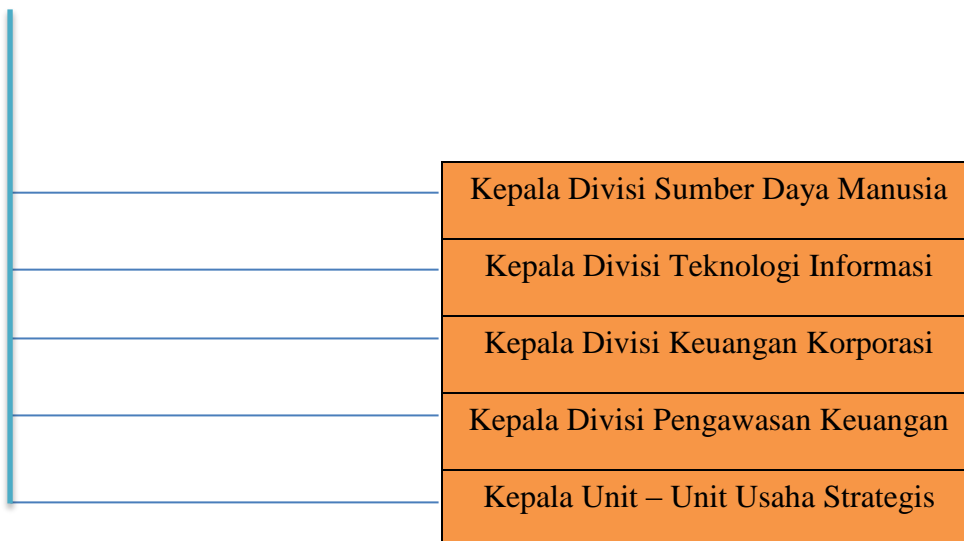 Kepala Divisi Sumber Daya Manusia
Kepala Divisi Teknologi Informasi
Kepala Divisi Keuangan Korporasi
Kepala Divisi Pengawasan Keuangan
Kepala Unit – Unit Usaha Strategis